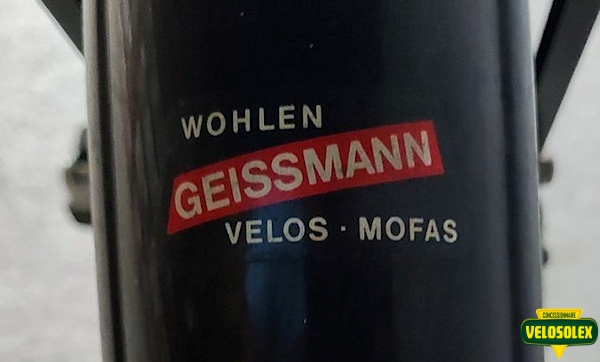 WOHLEN
GEISSMANN
VELOS · MOFAS
CONCESSIONNAIRE
VELOSOLEX